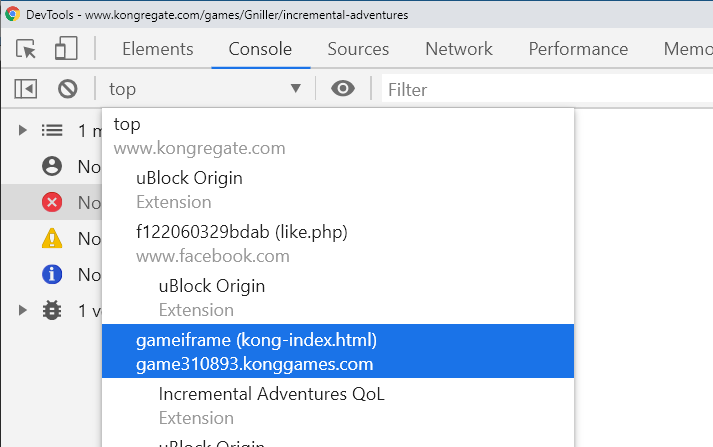 DevTools - www.kongregate.com/games/Gniller/incremental-adventures
Elements Console Sources Network Performance Memo
top Filter
1 m
No
No
No
No
1 v
top
www.kongregate.com
uBlock Origin
Extension
f122060329bdab (like.php)
www.facebook.com
uBlock Origin
Extension
gameiframe (kong-index.html)
game310893.konggames.com
Incremental Adventures QoL
Extension
uBlock Origin